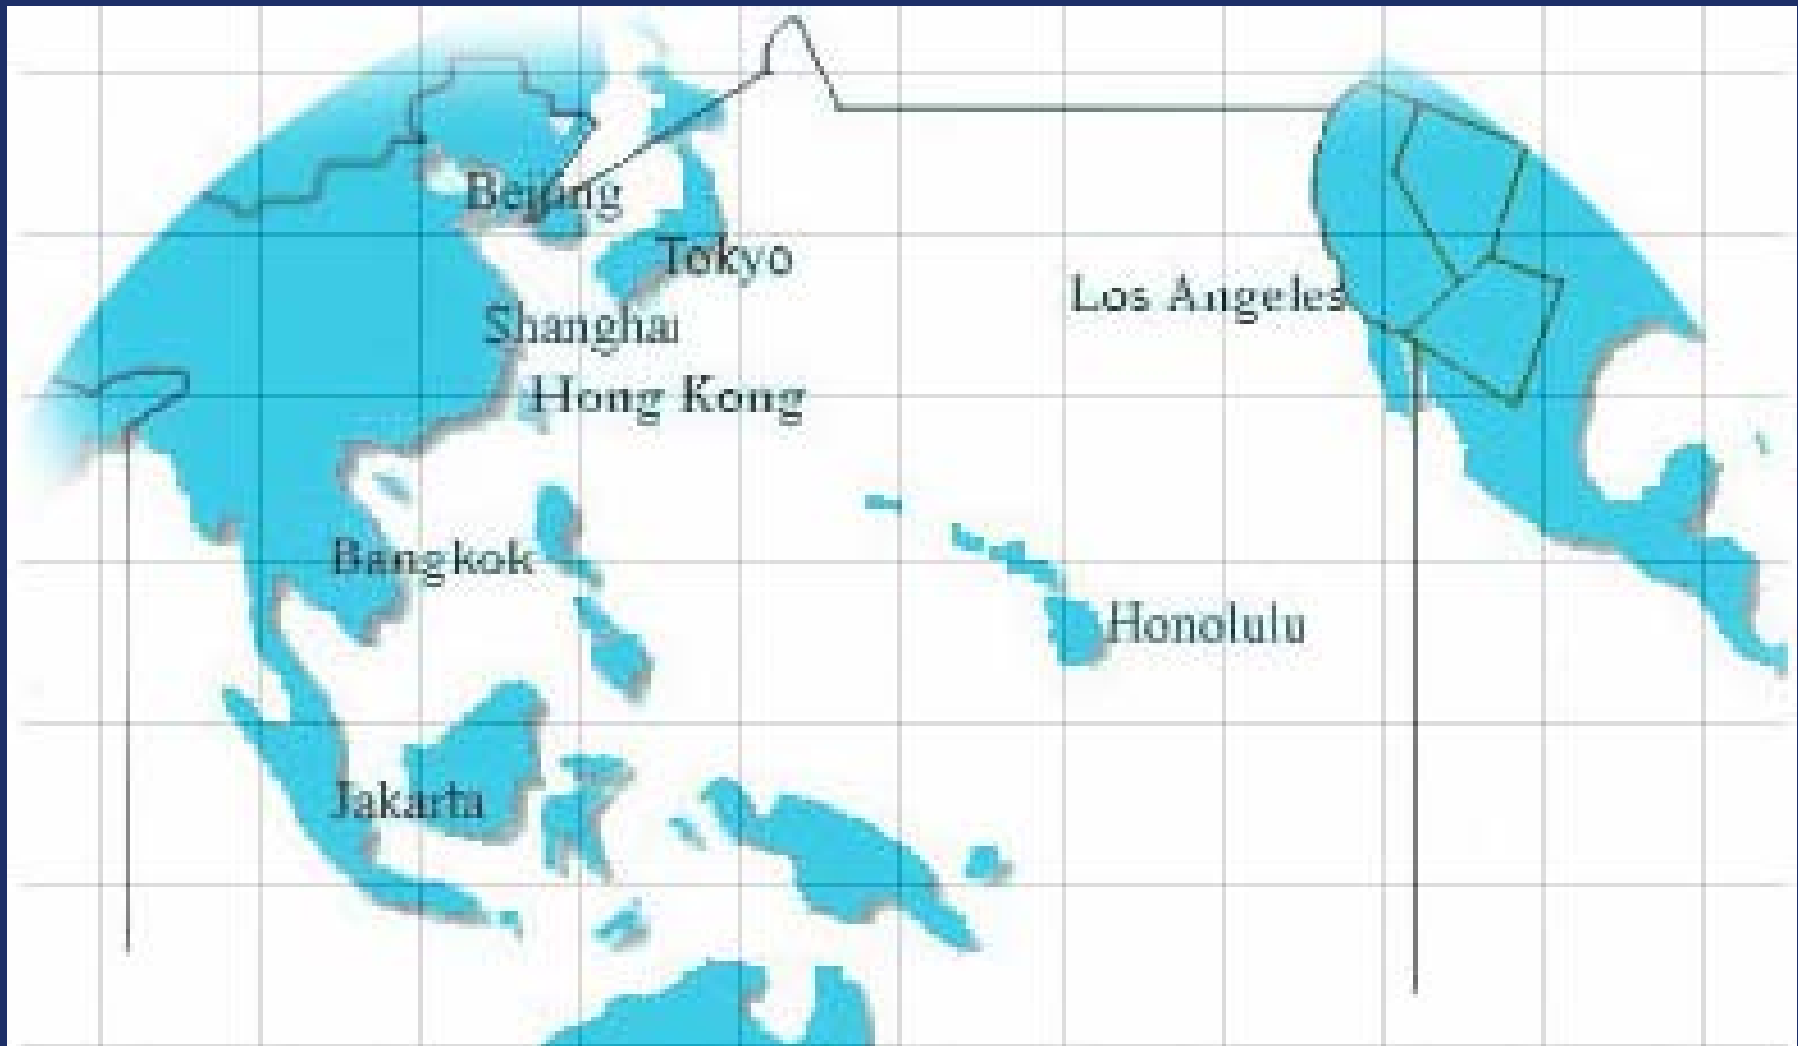 Beijing
Tokyo
Los Angeles
Shanghai
Hong Kong
Bangkok
Honolulu
Jakarta